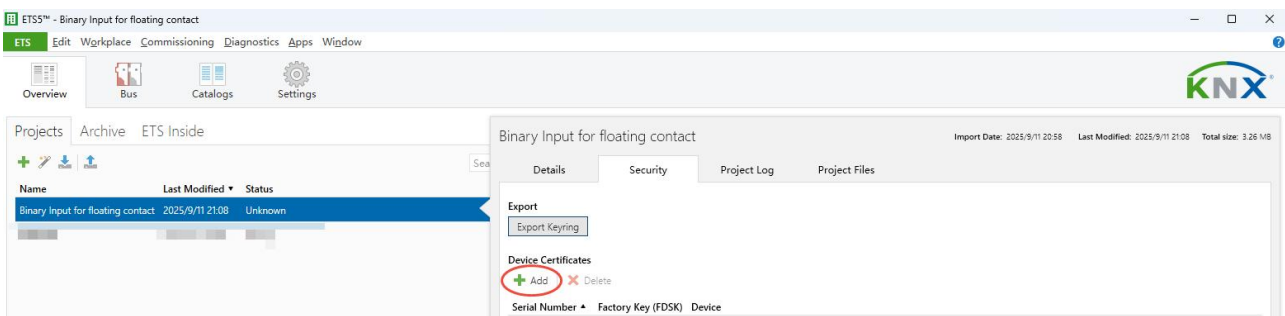 ETS5™ - Binary Input for floating contact
ETS Edit Workplace Commissioning Diagnostics Apps Window
Overview Bus Catalogs Settings
KNX
Projects Archive ETS Inside
Sea
Name Last Modified Status
Binary Input for floating contact 2025/9/11 21:08 Unknown
Binary Input for floating contact
Import Date: 2025/9/11 20:58 Last Modified: 2025/9/11 21:08 Total size: 3.26 MB
Details Security Project Log Project Files
Export
Export Keyring
Device Certificates
Add Delete
Serial Number Factory Key (FDSK) Device